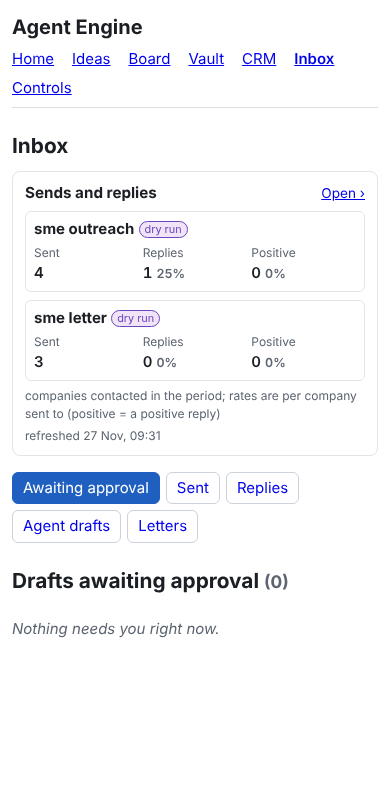 Agent Engine
Home Ideas Board Vault CRM Inbox
Controls
Inbox
Sends and replies Open ›
sme outreach dry run
Sent Replies Positive
4 1 25% 0 0%
sme letter dry run
Sent Replies Positive
3 0 0% 0 0%
companies contacted in the period; rates are per company
sent to (positive = a positive reply)
refreshed 27 Nov, 09:31
Awaiting approval Sent Replies
Agent drafts Letters
Drafts awaiting approval (0)
Nothing needs you right now.